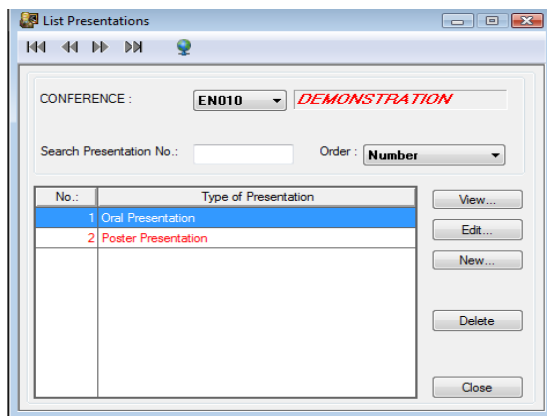 List Presentations
CONFERENCE : EN010 DEMONSTRATION
Search Presentation No.: Order : Number
No.: Type of Presentation
1 Oral Presentation
2 Poster Presentation
View...
Edit...
New...
Delete
Close